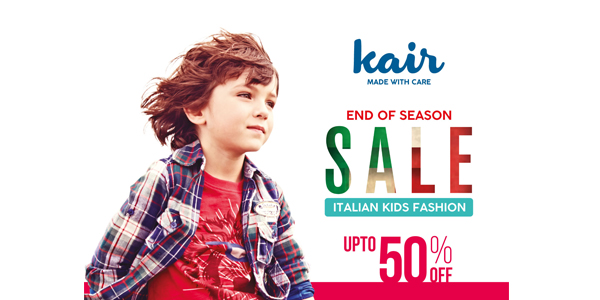 kair
MADE WITH CARE
END OF SEASON
SALE
ITALIAN KIDS FASHION
UPTO 50% OFF